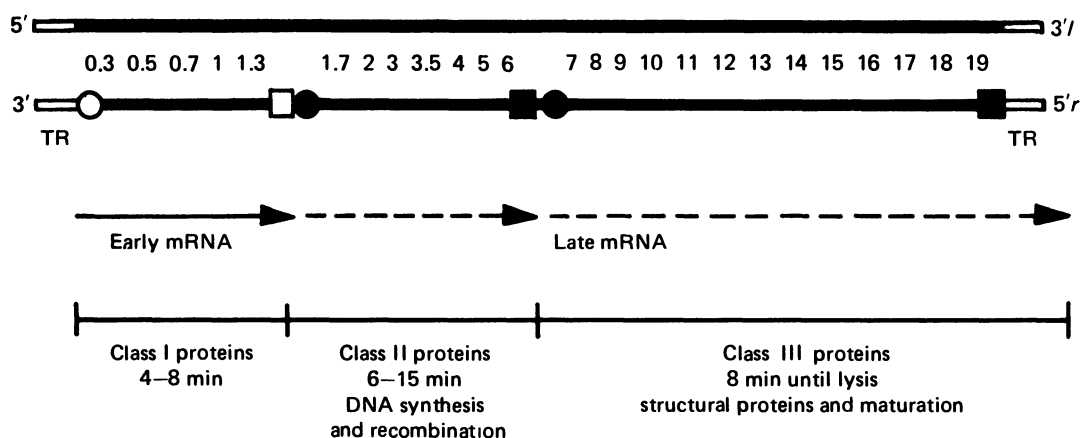 5′ 3′l
0.3 0.5 0.7 1 1.3 1.7 2 3 3.5 4 5 6 7 8 9 10 11 12 13 14 15 16 17 18 19
3′ 5′r
TR TR
Early mRNA Late mRNA
Class I proteins
4–8 min
Class II proteins
6–15 min
DNA synthesis
and recombination
Class III proteins
8 min until lysis
structural proteins and maturation